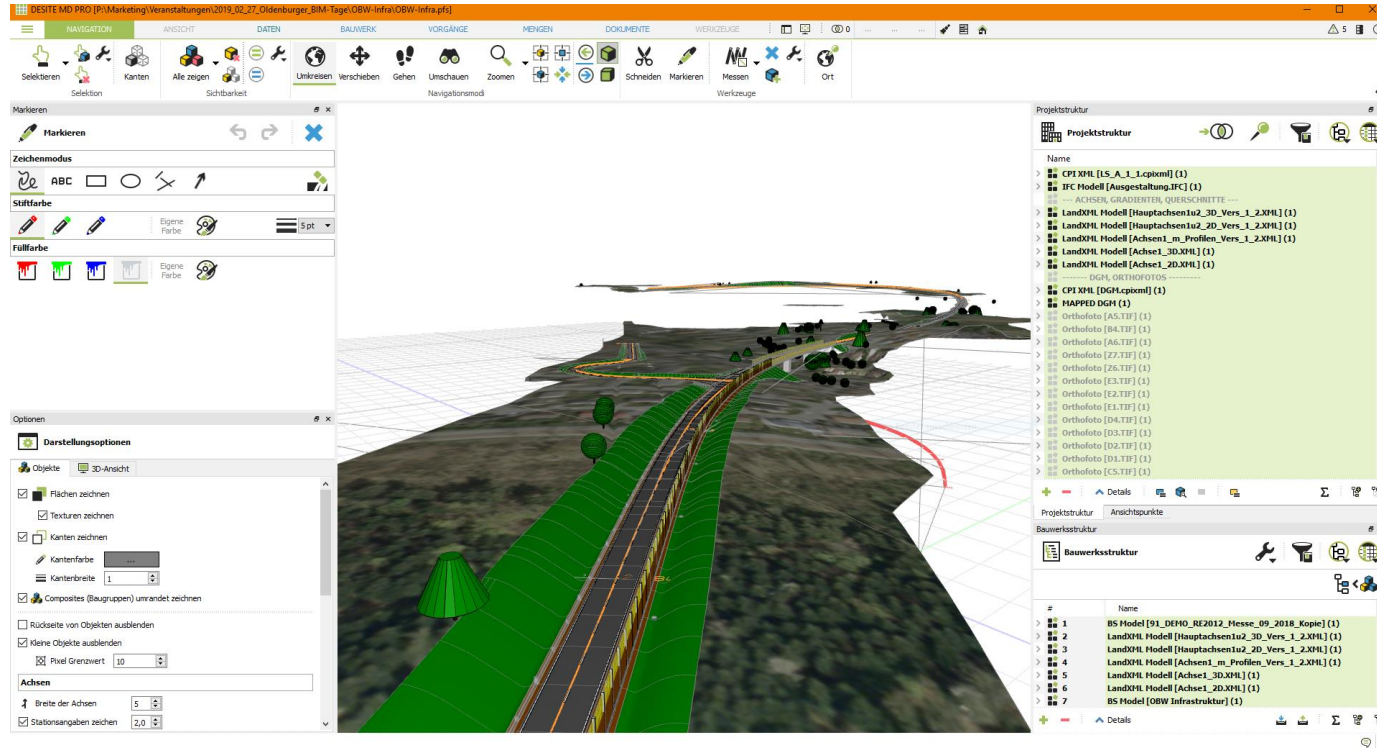 DESITE MD PRO [P:\Marketing\Veranstaltungen\2019_02_27_Oldenburger_BIM-Tage\OBW-Infra\OBW-Infra.pfs]
NAVIGATION ANSICHT DATEN BAUWERK VORGÄNGE MENGEN DOKUMENTE WERKZEUGE 0 ... ... ... 5
Selektieren Kanten Alle zeigen Umkreisen Verschieben Gehen Umschauen Zoomen Schneiden Markieren Messen Ort
Selektion Sichtbarkeit Navigationsmodi Werkzeuge
Markieren
Markieren
Zeichenmodus
ABC
Stiftfarbe
Eigene Farbe 5 pt
Füllfarbe
Eigene Farbe
Optionen
Darstellungsoptionen
Objekte 3D-Ansicht
Flächen zeichnen
Texturen zeichnen
Kanten zeichnen
Kantenfarbe ...
Kantenbreite 1
Composites (Baugruppen) umrandet zeichnen
Rückseite von Objekten ausblenden
Kleine Objekte ausblenden
Pixel Grenzwert 10
Achsen
Breite der Achsen 5
Stationsangaben zeichen 2,0
Projektstruktur
Projektstruktur
Name
CPI XML [LS_A_1_1.cpixml] (1)
IFC Modell [Ausgestaltung.IFC] (1)
--- ACHSEN, GRADIENTEN, QUERSCHNITTE ---
LandXML Modell [Hauptachsen1u2_3D_Vers_1_2.XML] (1)
LandXML Modell [Hauptachsen1u2_2D_Vers_1_2.XML] (1)
LandXML Modell [Achsen1_m_Profilen_Vers_1_2.XML] (1)
LandXML Modell [Achse1_3D.XML] (1)
LandXML Modell [Achse1_2D.XML] (1)
------- DGM, ORTHOFOTOS ---------
CPI XML [DGM.cpixml] (1)
MAPPED DGM (1)
Orthofoto [A5.TIF] (1)
Orthofoto [B4.TIF] (1)
Orthofoto [A6.TIF] (1)
Orthofoto [Z7.TIF] (1)
Orthofoto [Z6.TIF] (1)
Orthofoto [E3.TIF] (1)
Orthofoto [E2.TIF] (1)
Orthofoto [E1.TIF] (1)
Orthofoto [D4.TIF] (1)
Orthofoto [D3.TIF] (1)
Orthofoto [D2.TIF] (1)
Orthofoto [D1.TIF] (1)
Orthofoto [C5.TIF] (1)
Details Σ
Projektstruktur Ansichtspunkte
Bauwerksstruktur
Bauwerksstruktur
# Name
1 BS Model [91_DEMO_RE2012_Messe_09_2018_Kopie] (1)
2 LandXML Modell [Hauptachsen1u2_3D_Vers_1_2.XML] (1)
3 LandXML Modell [Hauptachsen1u2_2D_Vers_1_2.XML] (1)
4 LandXML Modell [Achsen1_m_Profilen_Vers_1_2.XML] (1)
5 LandXML Modell [Achse1_3D.XML] (1)
6 LandXML Modell [Achse1_2D.XML] (1)
7 BS Model [OBW Infrastruktur] (1)
Details Σ